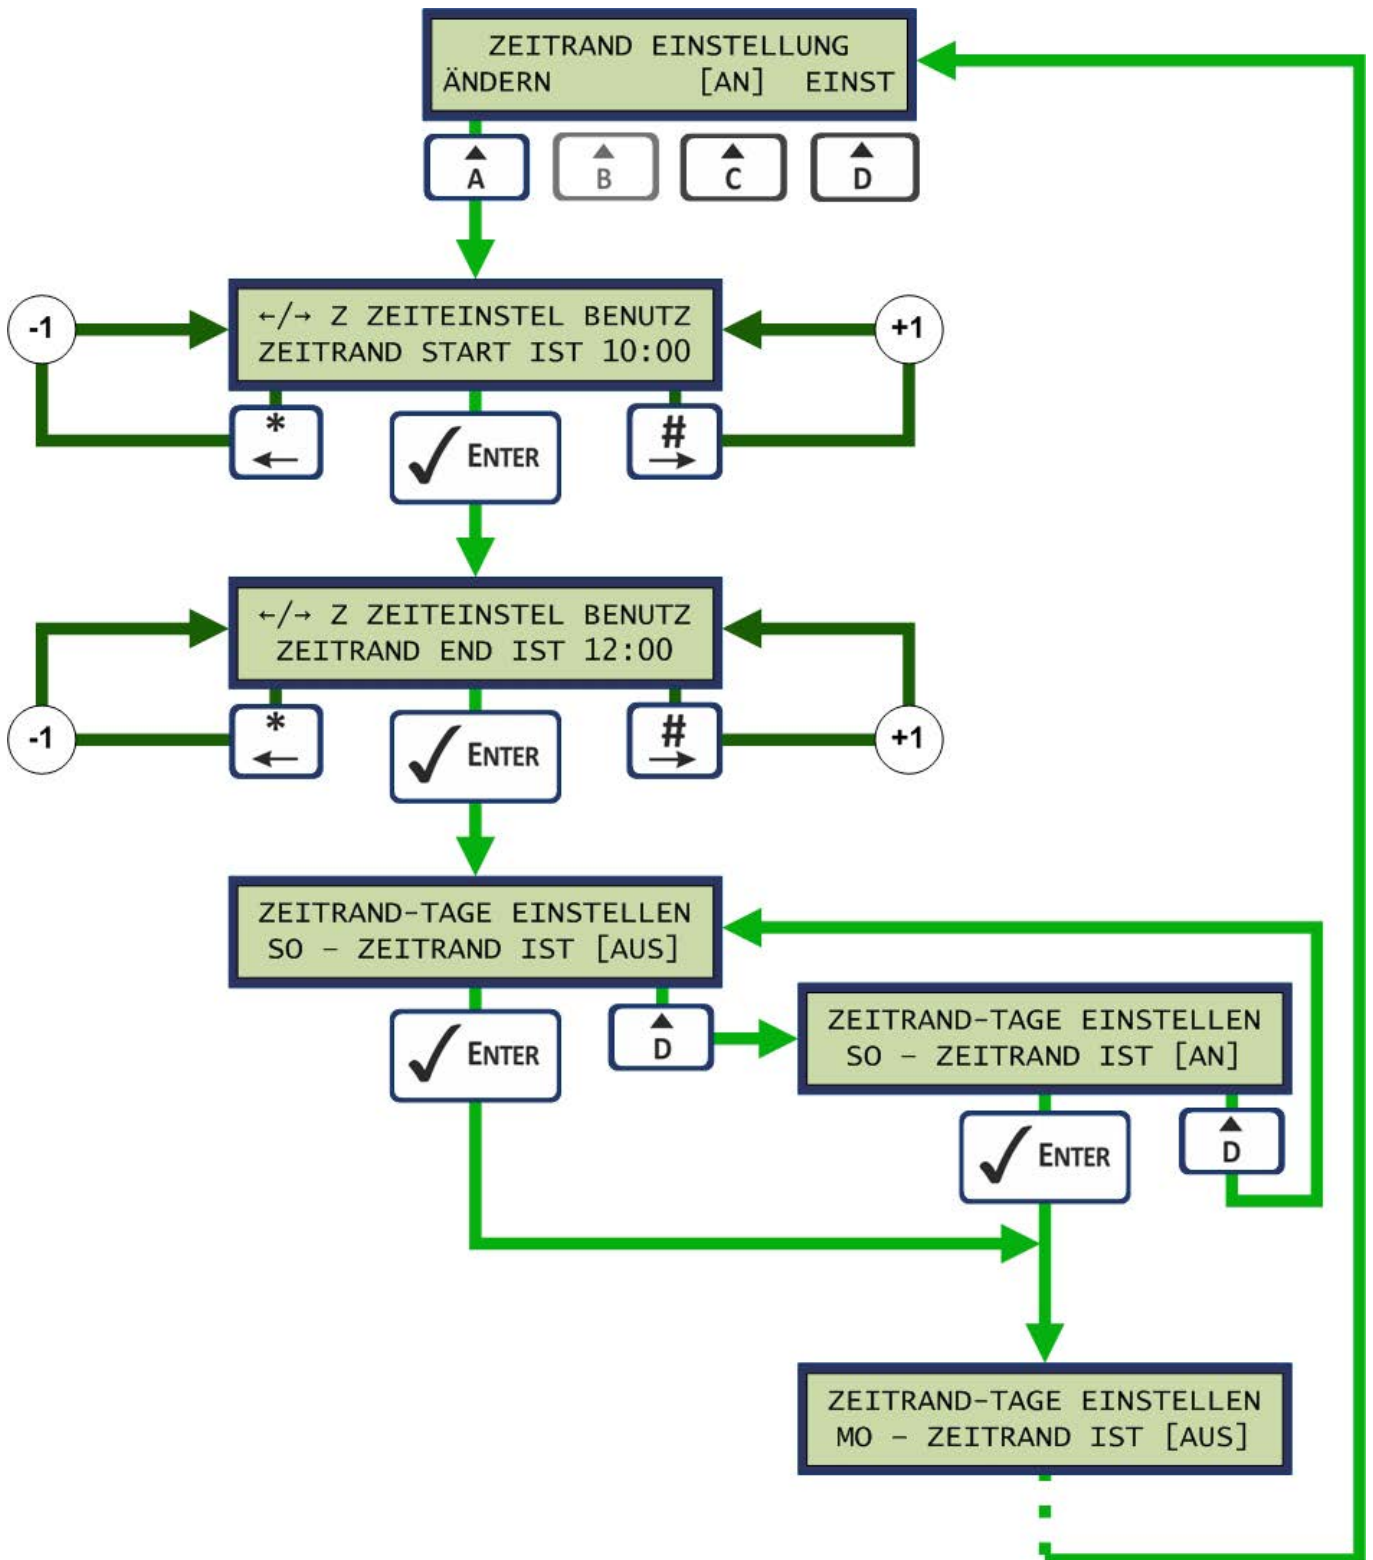 ZEITRAND EINSTELLUNG
ÄNDERN [AN] EINST
A B C D
←/→ Z ZEITEINSTEL BENUTZ
ZEITRAND START IST 10:00
-1
+1
*
←
✓ ENTER
#
→
←/→ Z ZEITEINSTEL BENUTZ
ZEITRAND END IST 12:00
-1
*
←
✓ ENTER
#
→
+1
ZEITRAND-TAGE EINSTELLEN
SO – ZEITRAND IST [AUS]
✓ ENTER
D
ZEITRAND-TAGE EINSTELLEN
SO – ZEITRAND IST [AN]
✓ ENTER
D
ZEITRAND-TAGE EINSTELLEN
MO – ZEITRAND IST [AUS]